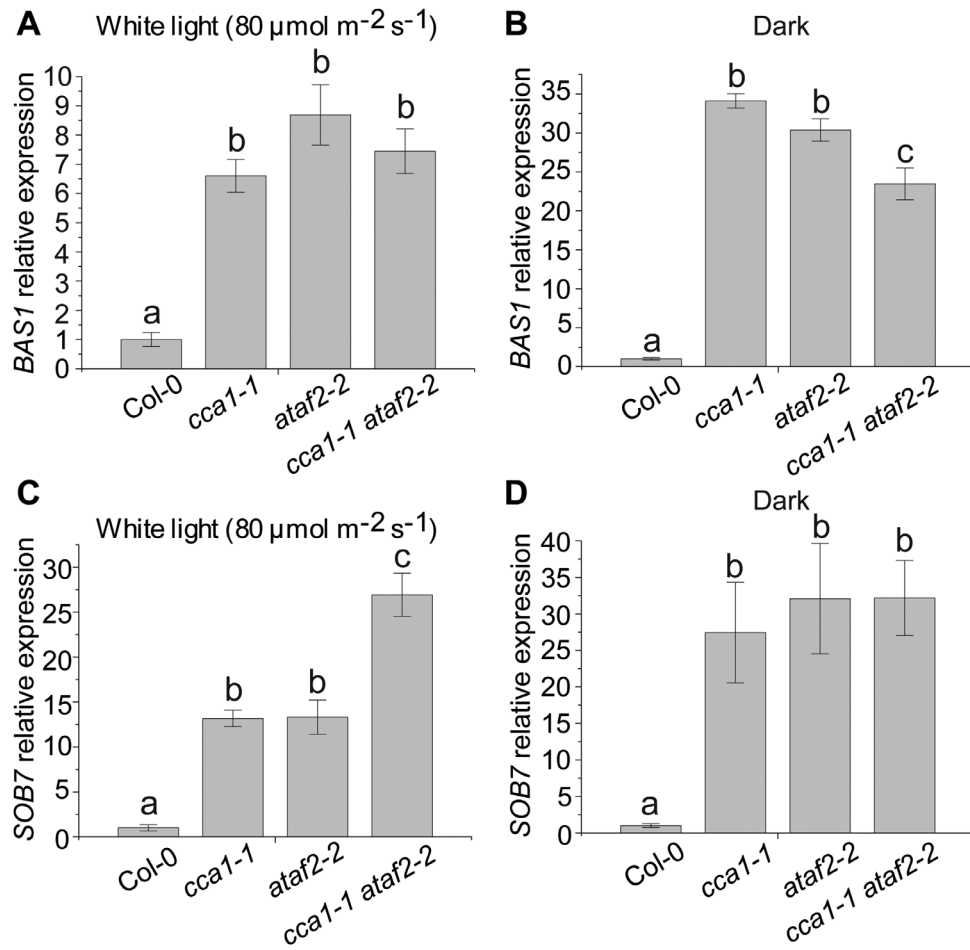 A
White light (80 µmol m-2 s-1)
BAS1 relative expression
10
9
8
7
6
5
4
3
2
1
0
a
b
b
b
Col-0
cca1-1
ataf2-2
cca1-1 ataf2-2
B
Dark
BAS1 relative expression
35
30
25
20
15
10
5
0
a
b
b
c
Col-0
cca1-1
ataf2-2
cca1-1 ataf2-2
C
White light (80 µmol m-2 s-1)
SOB7 relative expression
30
25
20
15
10
5
0
a
b
b
c
Col-0
cca1-1
ataf2-2
cca1-1 ataf2-2
D
Dark
SOB7 relative expression
40
35
30
25
20
15
10
5
0
a
b
b
b
Col-0
cca1-1
ataf2-2
cca1-1 ataf2-2